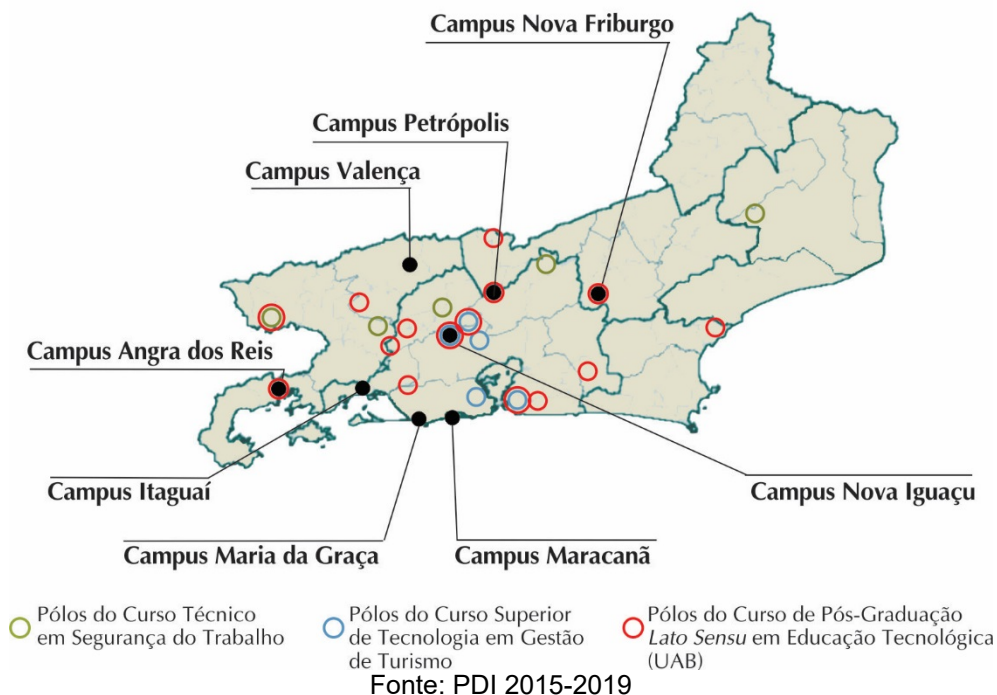 Campus Nova Friburgo
Campus Petrópolis
Campus Valença
Campus Angra dos Reis
Campus Itaguaí
Campus Nova Iguaçu
Campus Maria da Graça
Campus Maracanã
Pólos do Curso Técnico
em Segurança do Trabalho
Pólos do Curso Superior
de Tecnologia em Gestão
de Turismo
Pólos do Curso de Pós-Graduação
Lato Sensu em Educação Tecnológica
(UAB)
Fonte: PDI 2015-2019